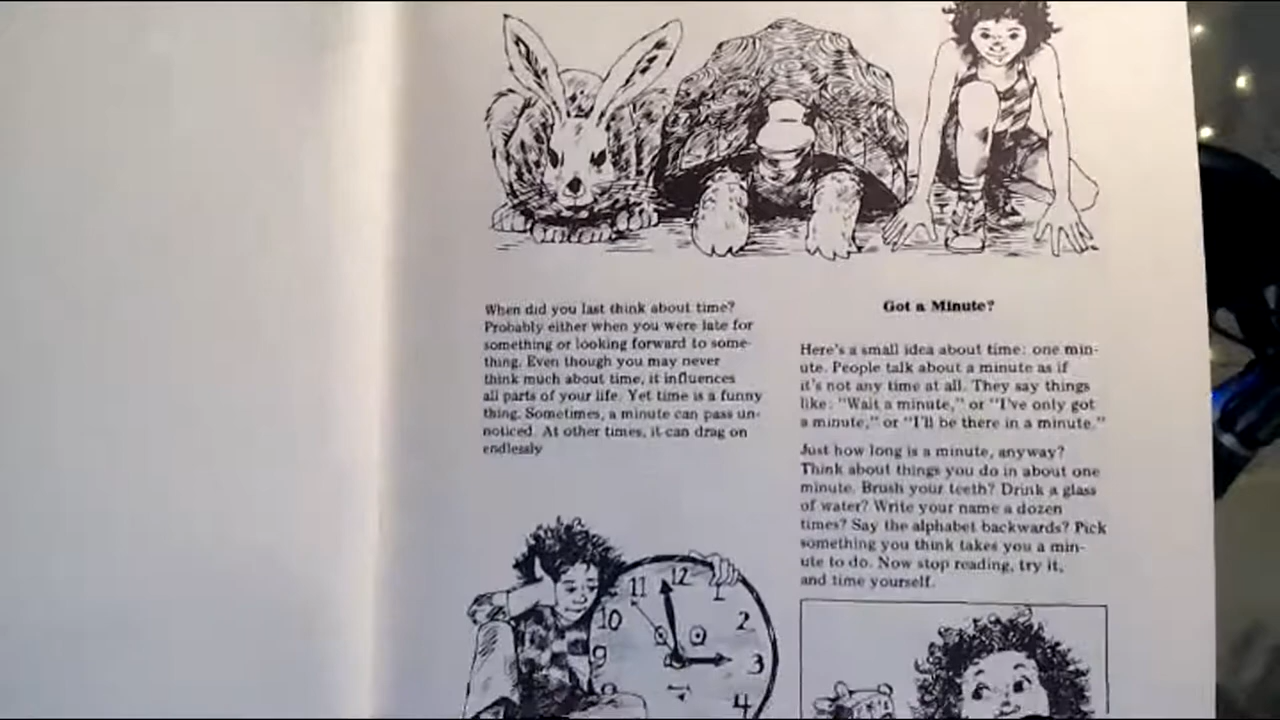 When did you last think about time?
Probably either when you were late for
something or looking forward to some-
thing. Even though you may never
think much about time, it influences
all parts of your life. Yet time is a funny
thing. Sometimes, a minute can pass un-
noticed. At other times, it can drag on
endlessly
Got a Minute?
Here's a small idea about time: one min-
ute. People talk about a minute as if
it's not any time at all. They say things
like: "Wait a minute," or "I've only got
a minute," or "I'll be there in a minute."
Just how long is a minute, anyway?
Think about things you do in about one
minute. Brush your teeth? Drink a glass
of water? Write your name a dozen
times? Say the alphabet backwards? Pick
something you think takes you a min-
ute to do. Now stop reading, try it,
and time yourself.
11 12 1
10 2
9 3
4